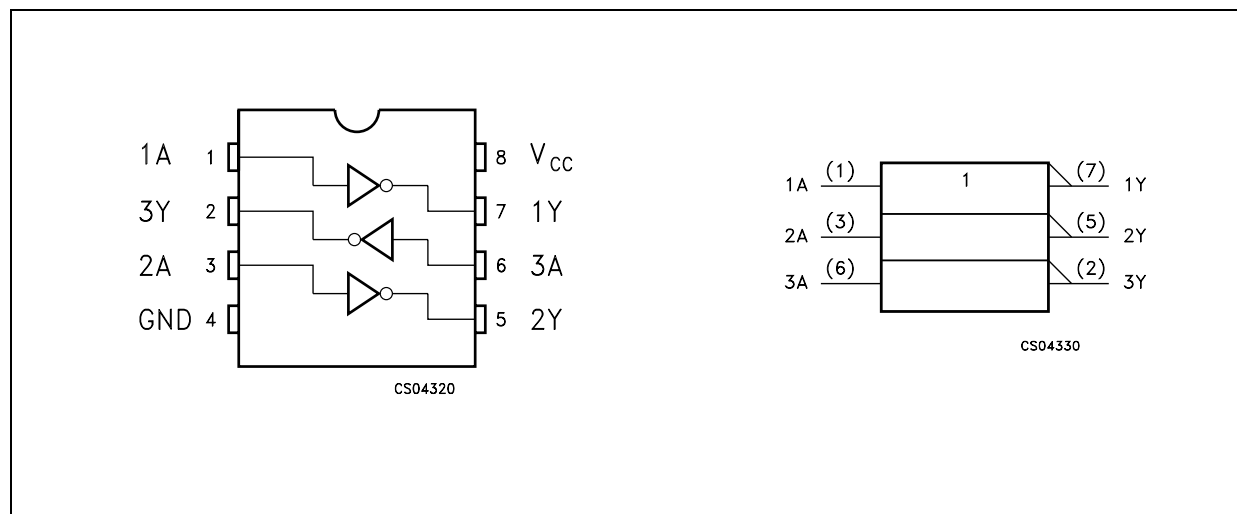 1A 1 8 VCC
3Y 2 7 1Y
2A 3 6 3A
GND 4 5 2Y
CS04320
1A (1) 1 (7) 1Y
2A (3) (5) 2Y
3A (6) (2) 3Y
CS04330